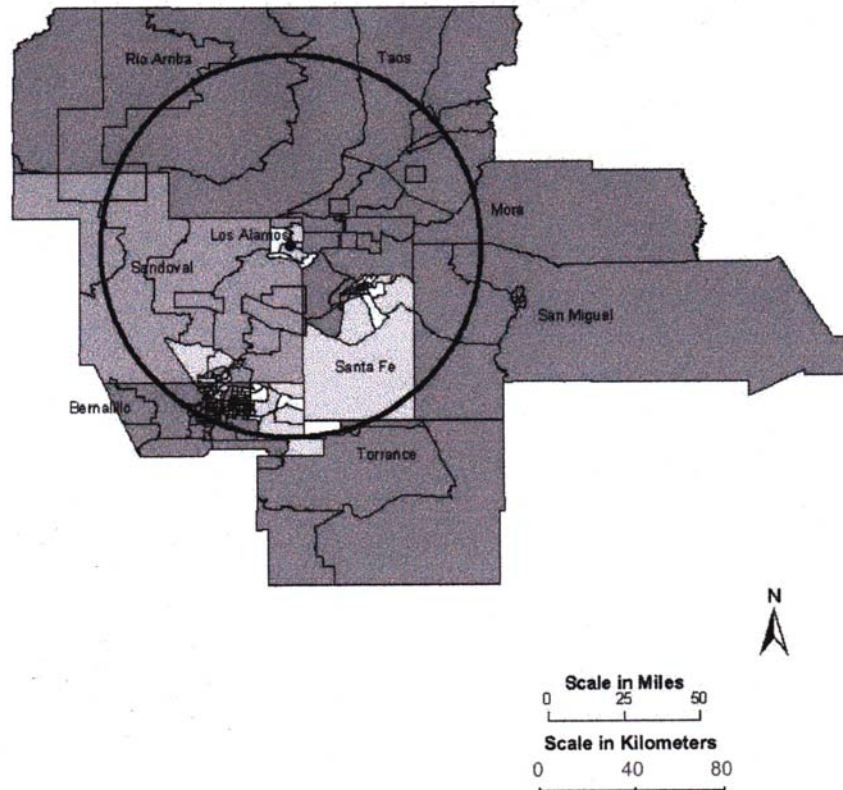 Rio Arriba
Taos
Mora
Los Alamos
Sandoval
San Miguel
Santa Fe
Bernalillo
Torrance
N
Scale in Miles
0 25 50
Scale in Kilometers
0 40 80